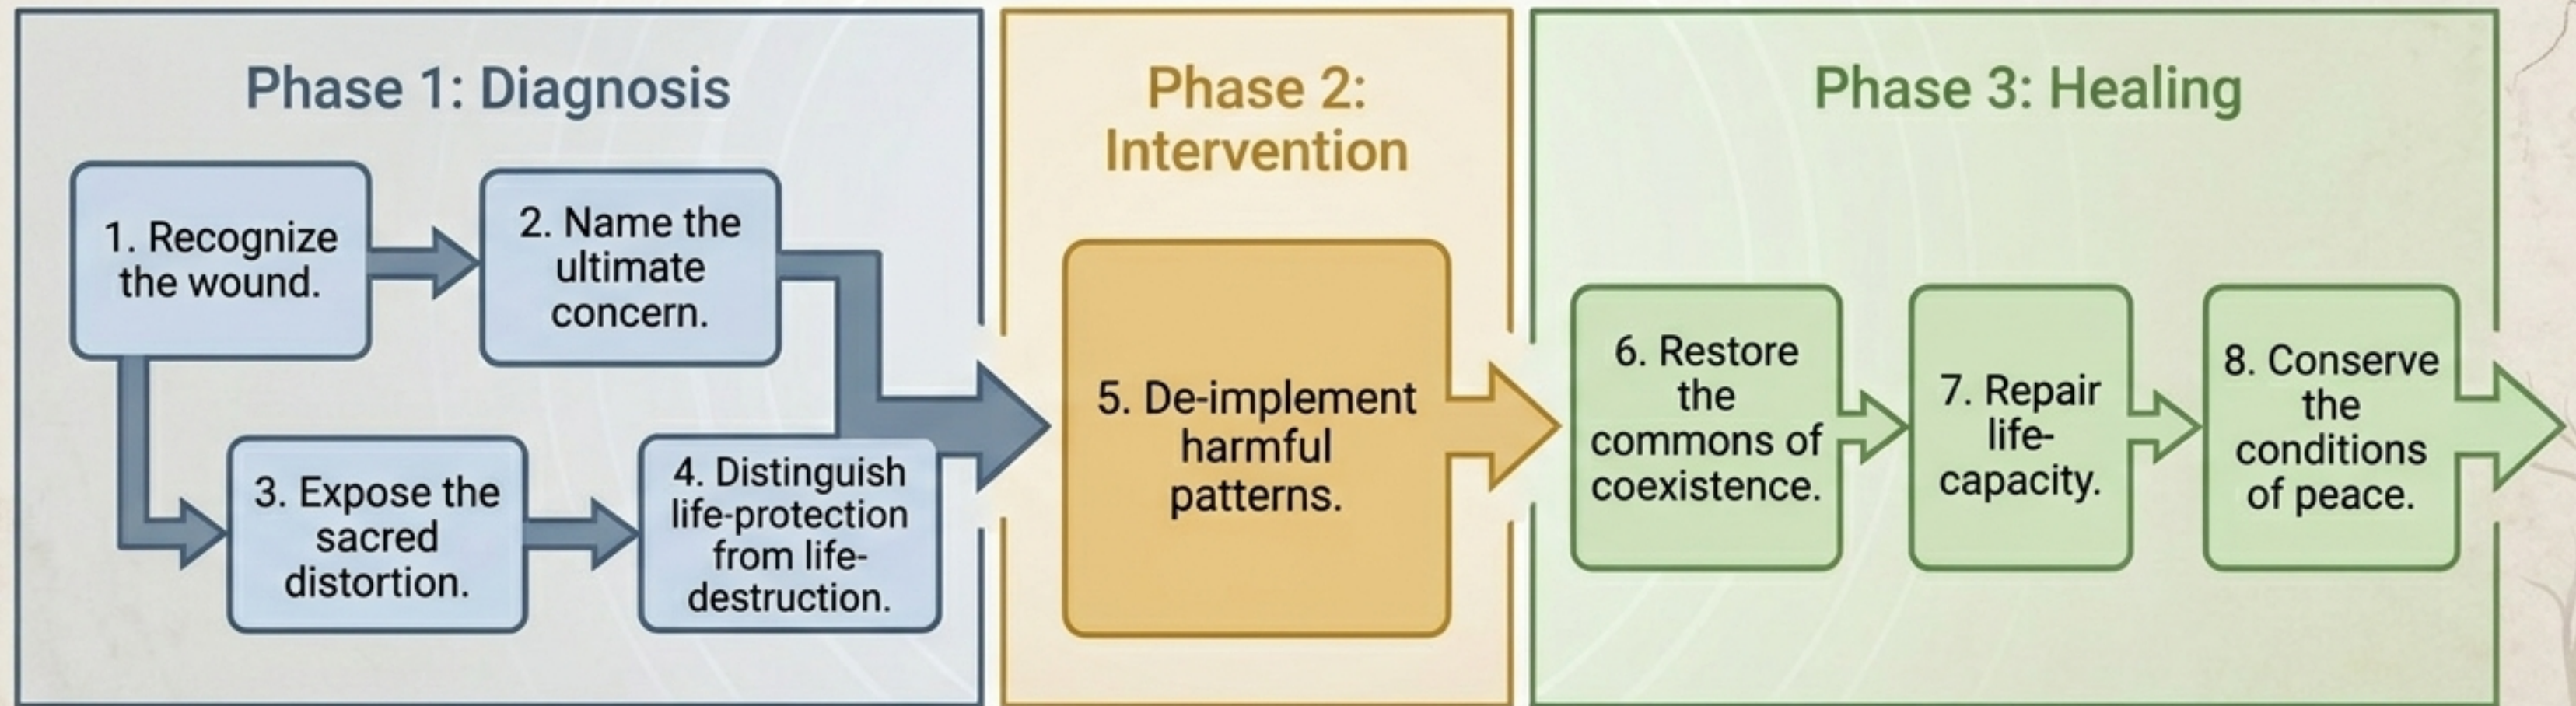 Phase 1: Diagnosis
1. Recognize
the wound.
2. Name the
ultimate
concern.
3. Expose the
sacred
distortion.
4. Distinguish
life-protection
from life-
destruction.
Phase 2:
Intervention
5. De-implement
harmful
patterns.
Phase 3: Healing
6. Restore
the
commons of
coexistence.
7. Repair
life-
capacity.
8. Conserve
the
conditions
of peace.